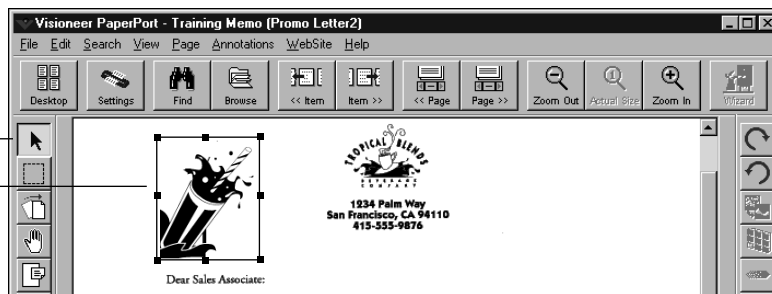 Visioneer PaperPort - Training Memo (Promo Letter2)
File Edit Search View Page Annotations WebSite Help
Desktop Settings Find Browse << Item Item >> << Page Page >> Zoom Out Actual Size Zoom In Wizard
TROPICAL BLENDS
BEVERAGE
COMPANY
1234 Palm Way
San Francisco, CA 94110
415-555-9876
Dear Sales Associate: